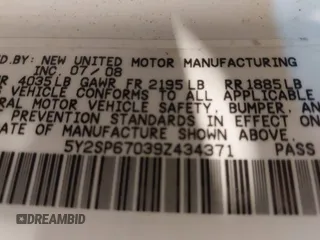 FD.BY: NEW UNITED MOTOR MANUFACTURING
INC. 07/08
R 4035LB GAWR FR 2195LB RR1885LB
VEHICLE CONFORMS TO ALL APPLICABLE
RAL MOTOR VEHICLE SAFETY, BUMPER, AN
PREVENTION STANDARDS IN EFFECT ON
ATE OF MANUFACTURE SHOWN ABOVE.
5Y2SP67039Z434371 PASS
DREAMBID